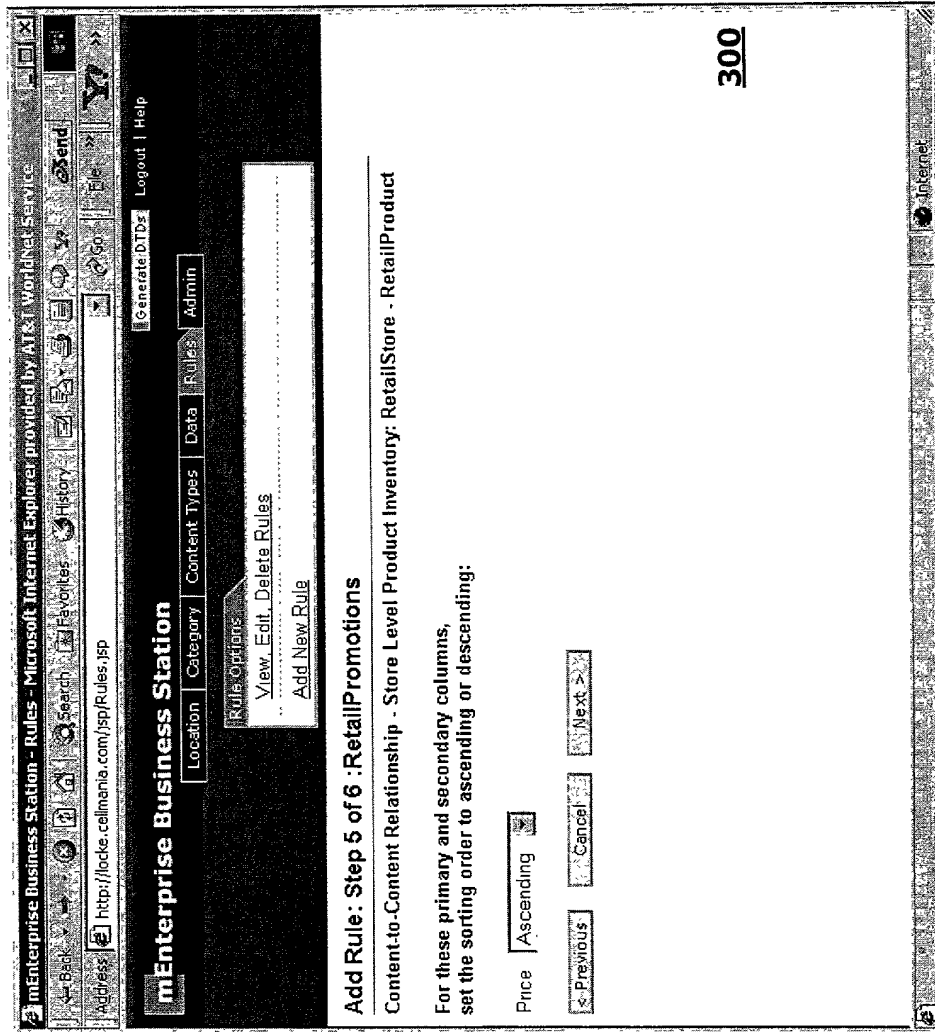 mEnterprise Business Station - Rules - Microsoft Internet Explorer provided by AT&T WorldNet Service
Back Search Favorites History Send
Address http://locke.cellmania.com/jsp/Rules.jsp Go File Y!
Generate DTDs Logout | Help
mEnterprise Business Station
Location Category Content Types Data Rules Admin
Rule Options
View, Edit, Delete Rules
Add New Rule
Add Rule: Step 5 of 6 :RetailPromotions
Content-to-Content Relationship - Store Level Product Inventory: RetailStore - RetailProduct
For these primary and secondary columns,
set the sorting order to ascending or descending:
Price Ascending
< Previous Cancel Next >
300
Internet